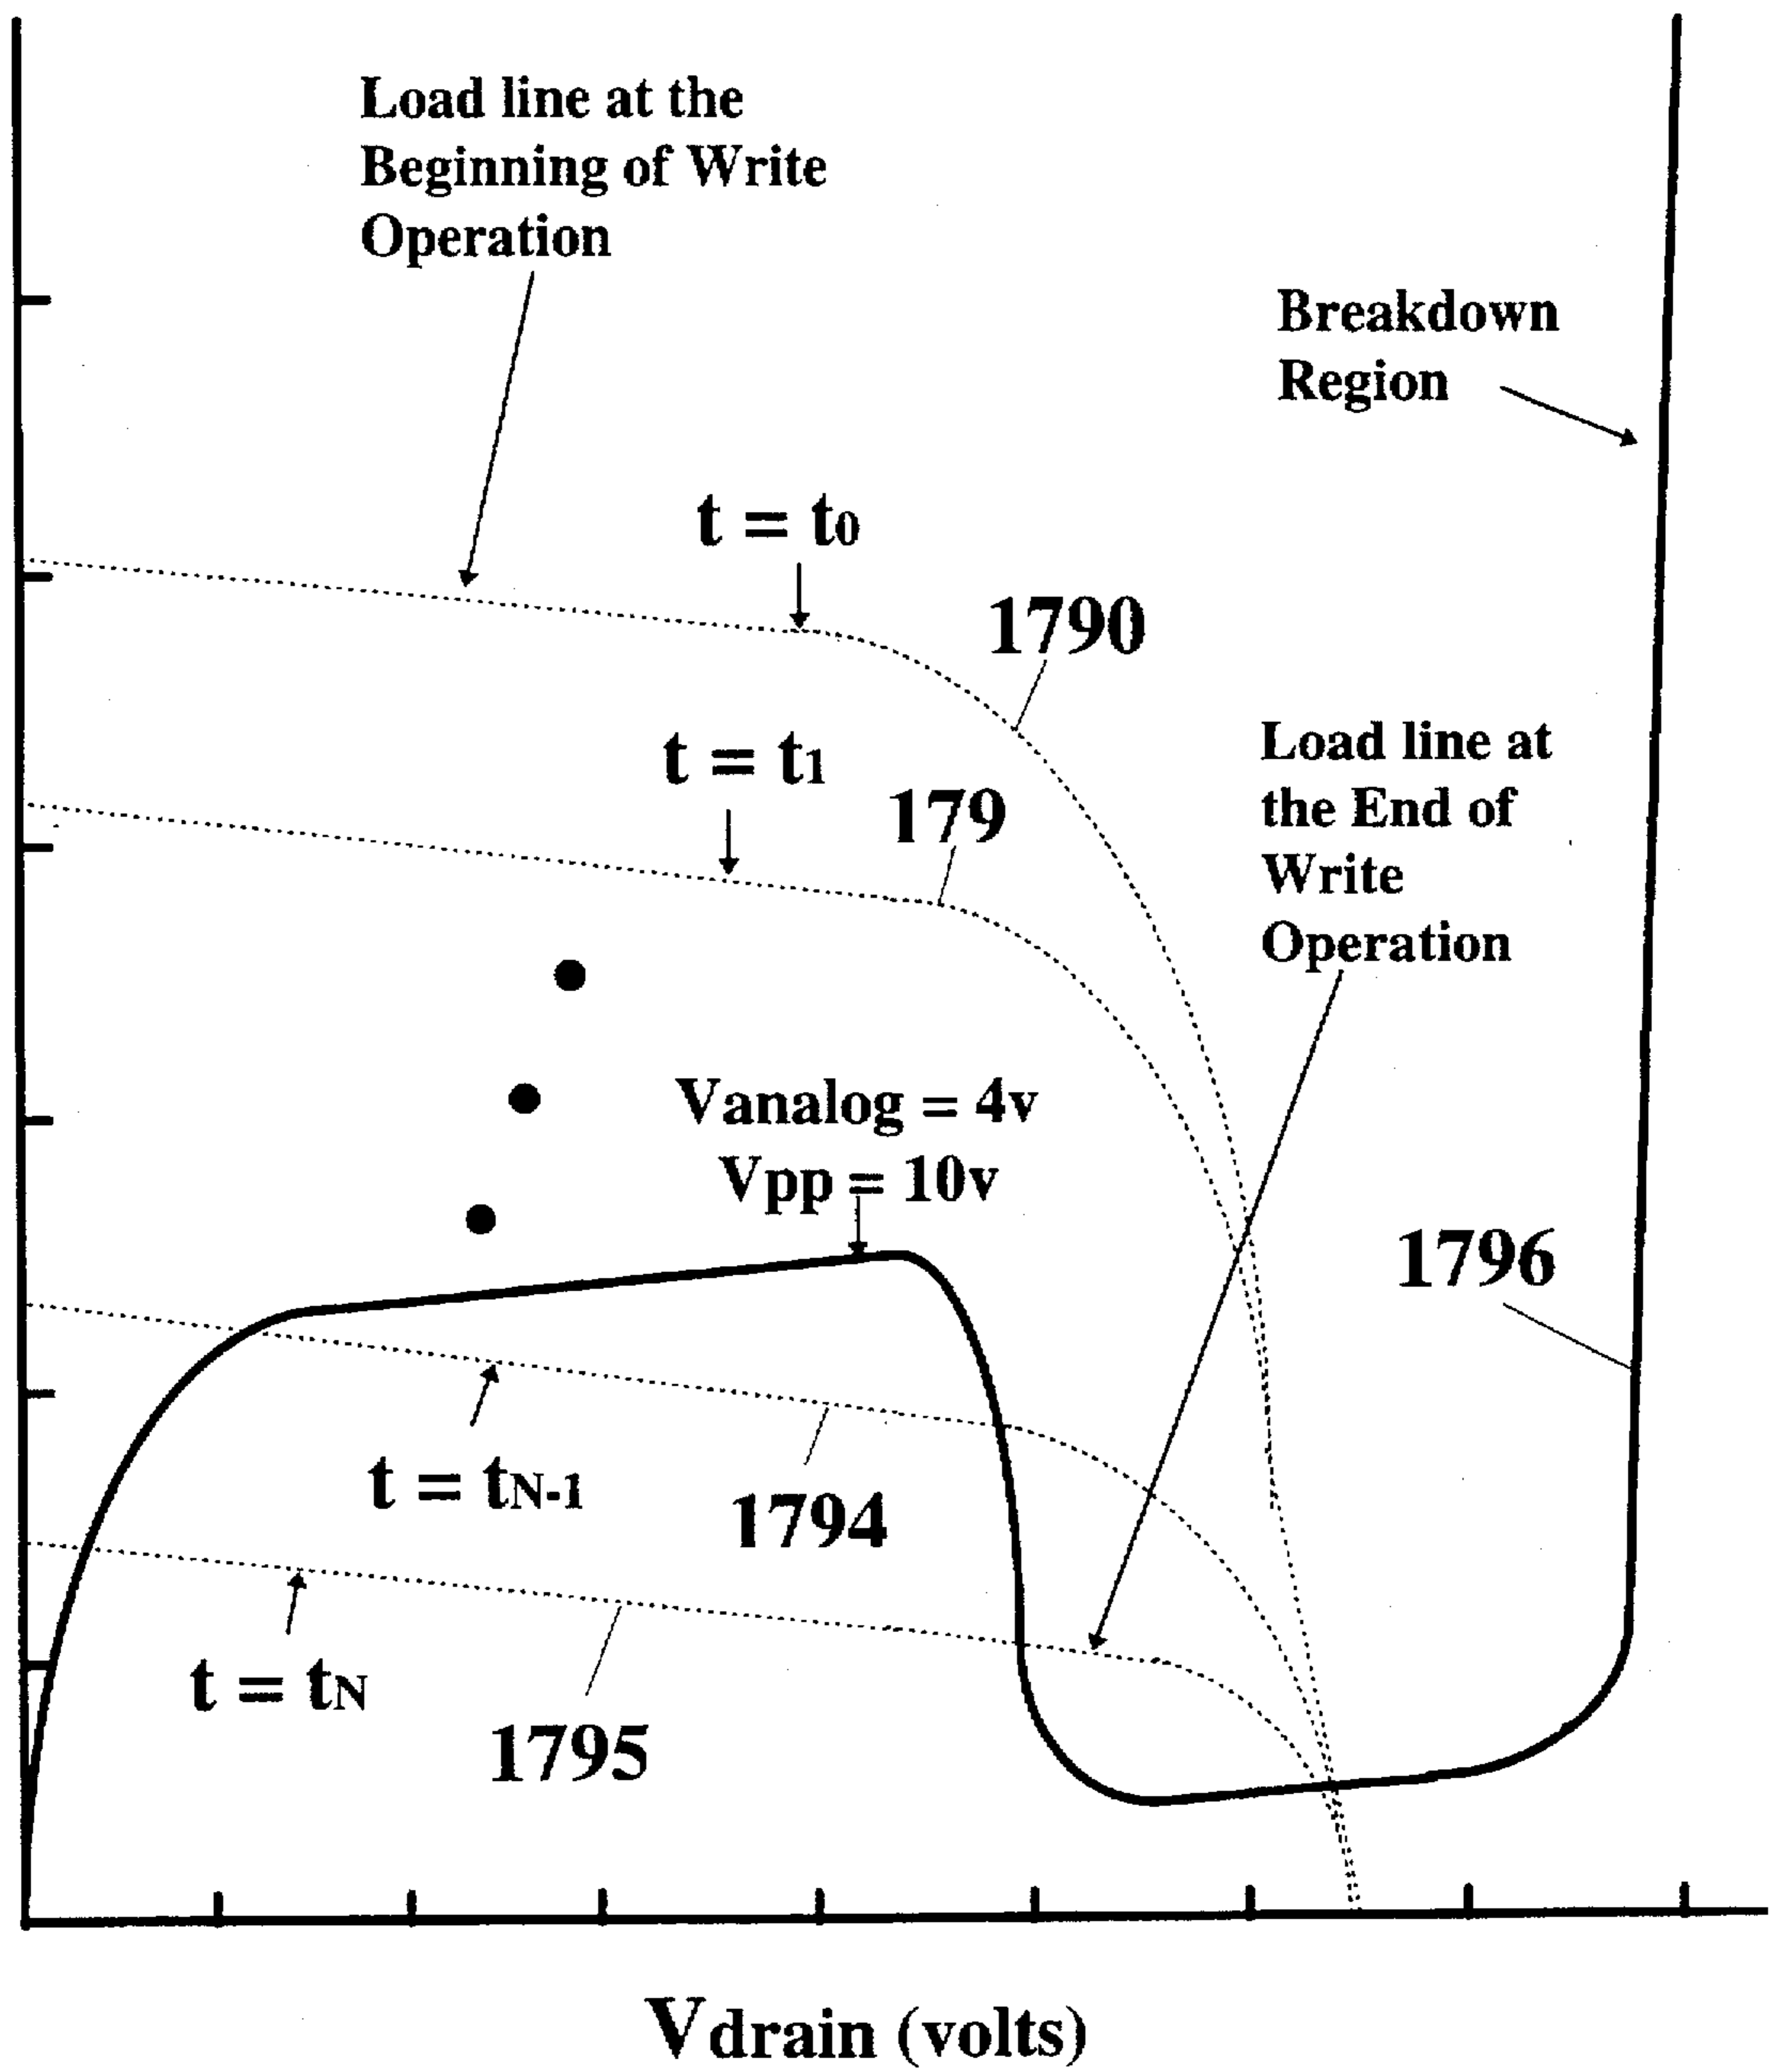 Load line at the
Beginning of Write
Operation
Breakdown
Region
t = t0
1790
Load line at
the End of
Write
Operation
t = t1
179
Vanalog = 4v
Vpp = 10v
1796
t = tN-1
1794
t = tN
1795
Vdrain (volts)